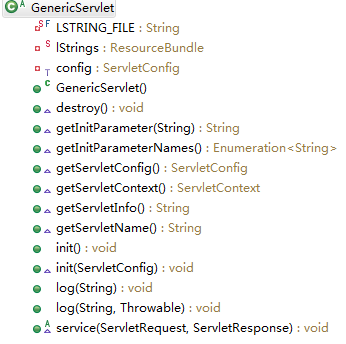 GenericServlet
LSTRING_FILE : String
lStrings : ResourceBundle
config : ServletConfig
GenericServlet()
destroy() : void
getInitParameter(String) : String
getInitParameterNames() : Enumeration<String>
getServletConfig() : ServletConfig
getServletContext() : ServletContext
getServletInfo() : String
getServletName() : String
init() : void
init(ServletConfig) : void
log(String) : void
log(String, Throwable) : void
service(ServletRequest, ServletResponse) : void